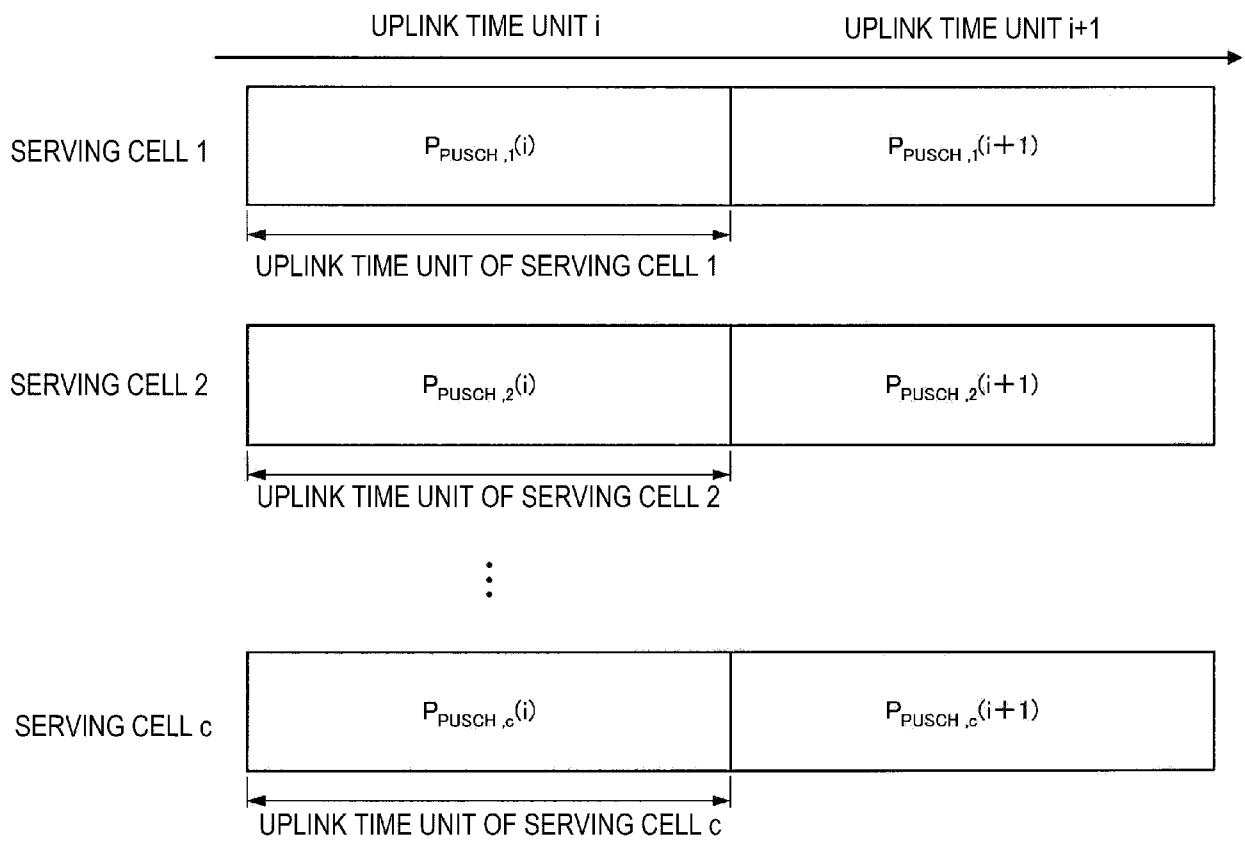 UPLINK TIME UNIT i UPLINK TIME UNIT i+1
SERVING CELL 1 P_PUSCH,1(i) P_PUSCH,1(i+1)
UPLINK TIME UNIT OF SERVING CELL 1
SERVING CELL 2 P_PUSCH,2(i) P_PUSCH,2(i+1)
UPLINK TIME UNIT OF SERVING CELL 2
⋮
SERVING CELL c P_PUSCH,c(i) P_PUSCH,c(i+1)
UPLINK TIME UNIT OF SERVING CELL c